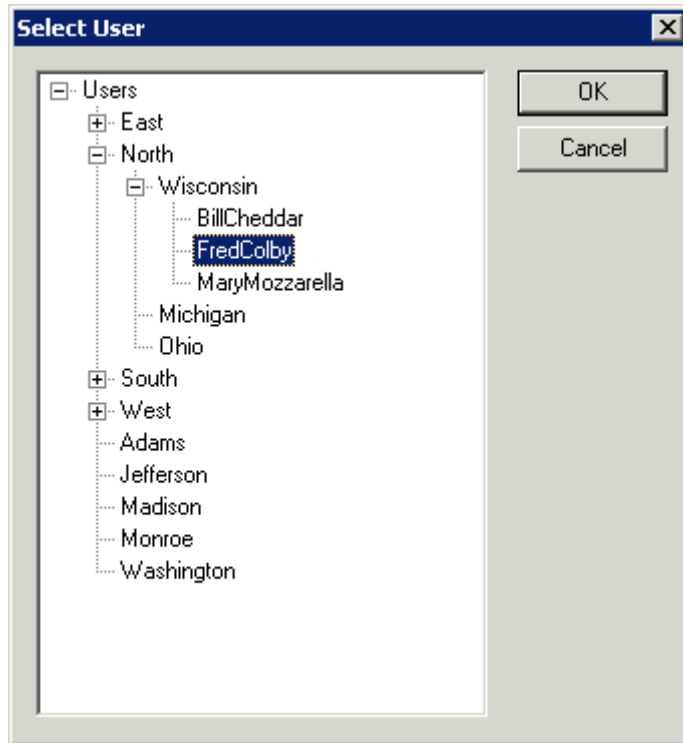 Select User
Users
OK
East
North
Cancel
Wisconsin
BillCheddar
FredColby
MaryMozzarella
Michigan
Ohio
South
West
Adams
Jefferson
Madison
Monroe
Washington